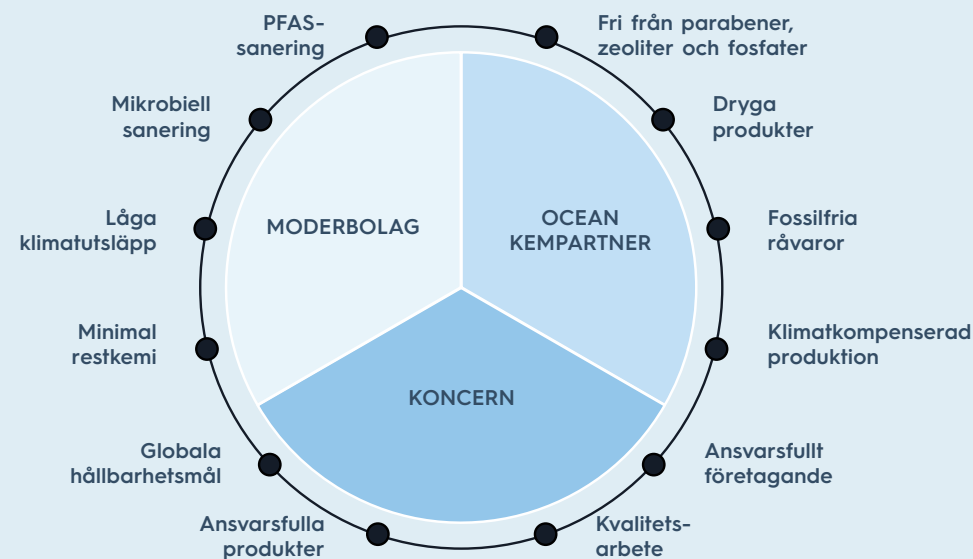 PFAS-
sanering
Fri från parabener,
zeoliter och fosfater
Mikrobiell
sanering
Dryga
produkter
Låga
klimatutsläpp
MODERBOLAG
OCEAN
KEMPARTNER
Fossilfria
råvaror
Minimal
restkemi
Klimatkompenserad
produktion
KONCERN
Globala
hållbarhetsmål
Ansvarsfullt
företagande
Ansvarsfulla
produkter
Kvalitets-
arbete